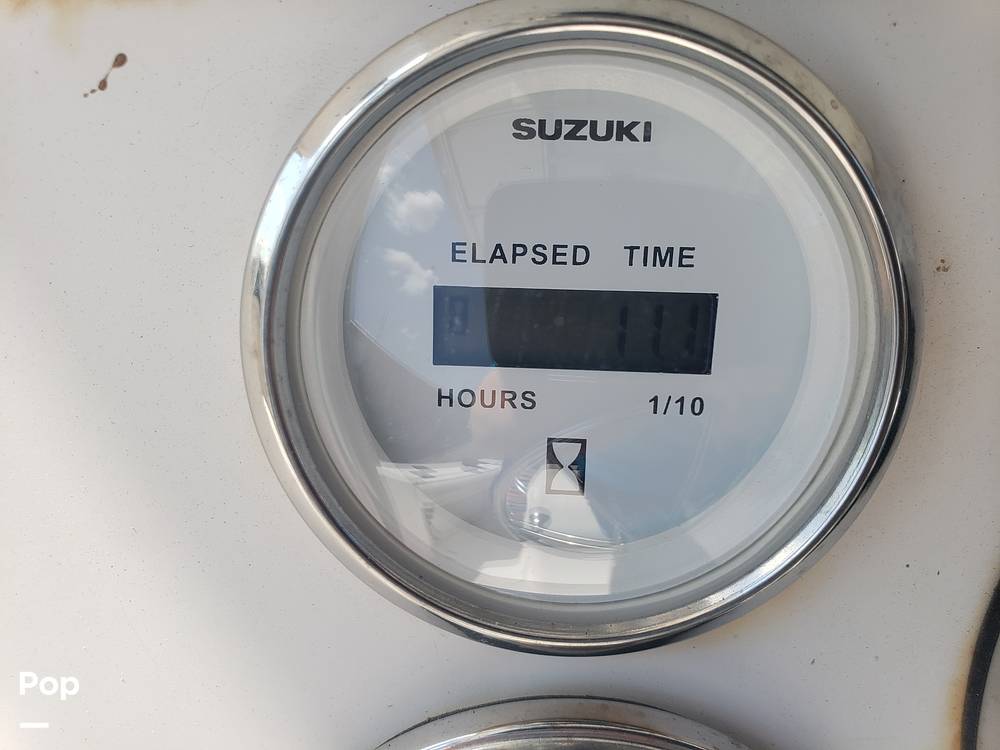 SUZUKI
ELAPSED TIME
HOURS 1/10
Pop